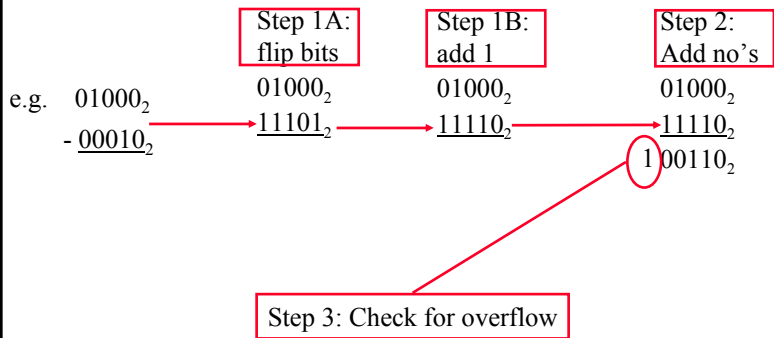 Step 1A:
flip bits
Step 1B:
add 1
Step 2:
Add no's
e.g. 01000₂
- 00010₂
01000₂
11101₂
01000₂
11110₂
01000₂
11110₂
1 00110₂
Step 3: Check for overflow